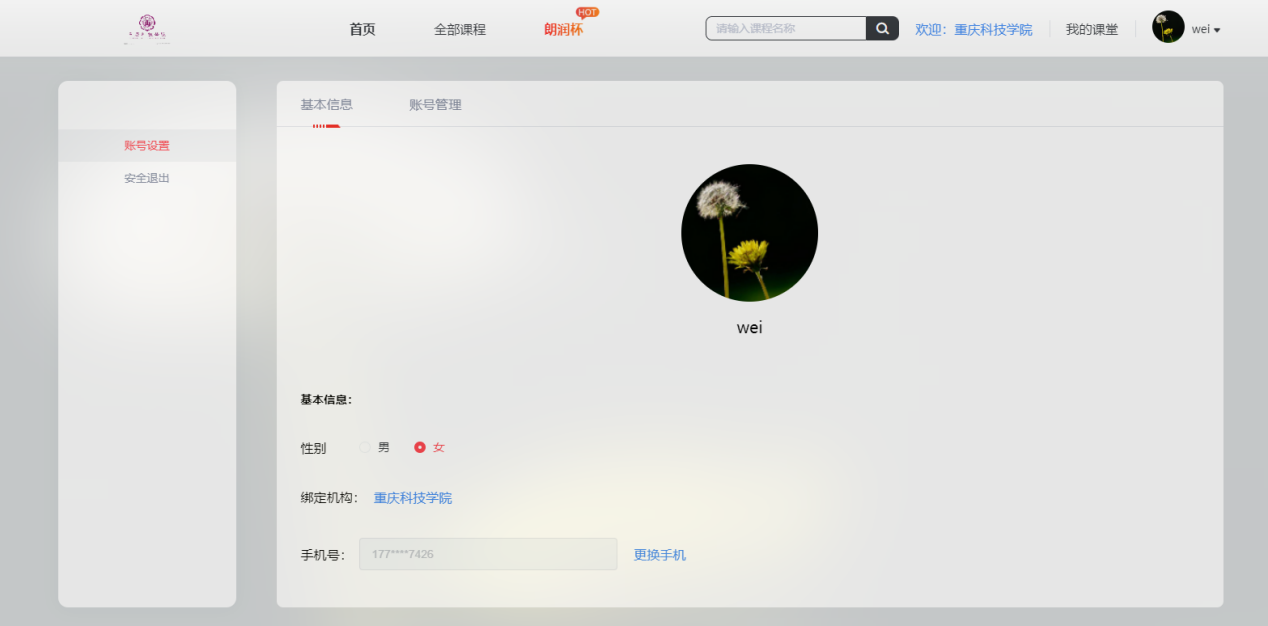 首页
全部课程
朗润杯
HOT
请输入课程名称
欢迎：重庆科技学院
我的课堂
wei
账号设置
安全退出
基本信息
账号管理
wei
基本信息：
性别 男 女
绑定机构： 重庆科技学院
手机号： 177****7426 更换手机